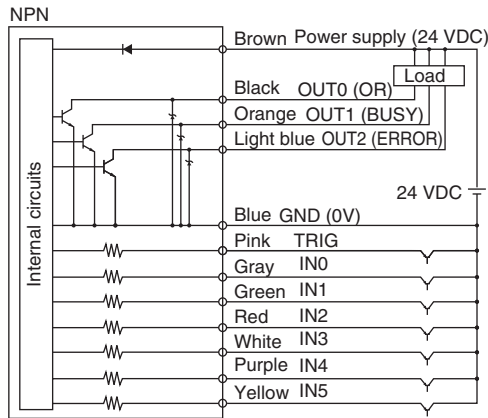 NPN
Brown Power supply (24 VDC)
Load
Black OUT0 (OR)
Orange OUT1 (BUSY)
Light blue OUT2 (ERROR)
24 VDC
Internal circuits
Blue GND (0V)
Pink TRIG
Gray IN0
Green IN1
Red IN2
White IN3
Purple IN4
Yellow IN5